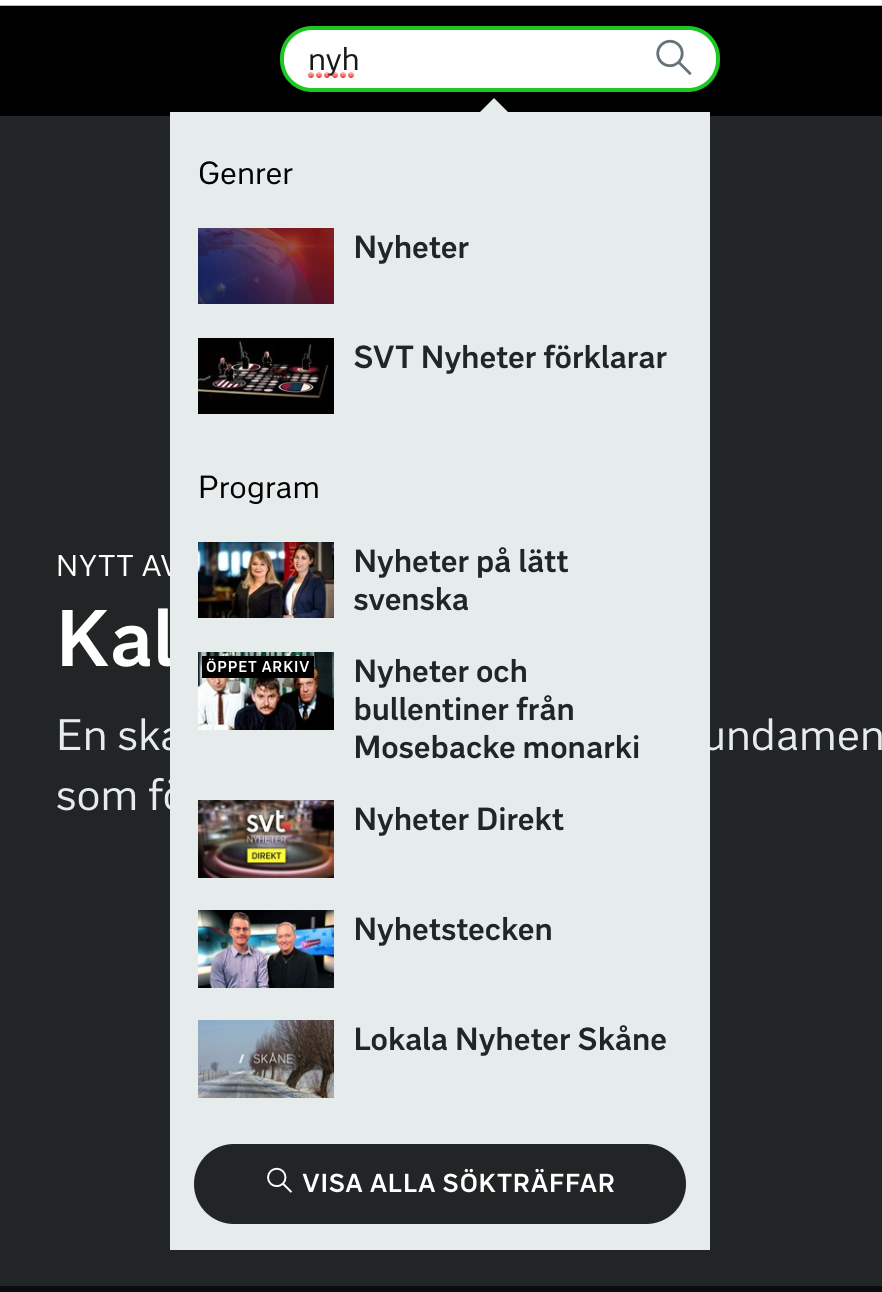 nyh
Genrer
Nyheter
SVT Nyheter förklarar
Program
Nyheter på lätt
svenska
ÖPPET ARKIV
Nyheter och
bullentiner från
Mosebacke monarki
svt
NYHETER
DIREKT
Nyheter Direkt
Nyhetstecken
SKÅNE
Lokala Nyheter Skåne
VISA ALLA SÖKTRÄFFAR
NYTT AV
Kal
En ska
undamen
som fö